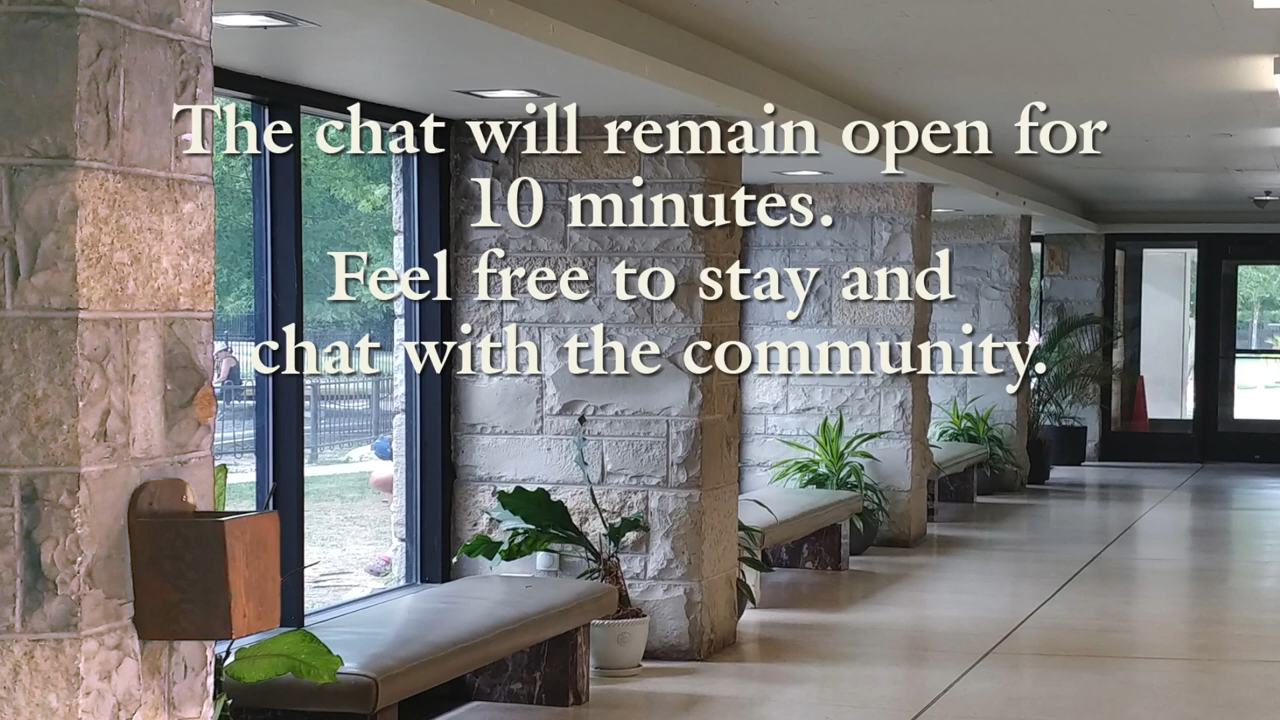 The chat will remain open for
10 minutes.
Feel free to stay and
chat with the community.